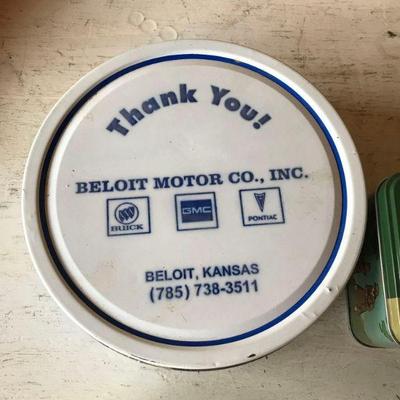 Thank You!
BELOIT MOTOR CO., INC.
BUICK GMC PONTIAC
BELOIT, KANSAS
(785) 738-3511